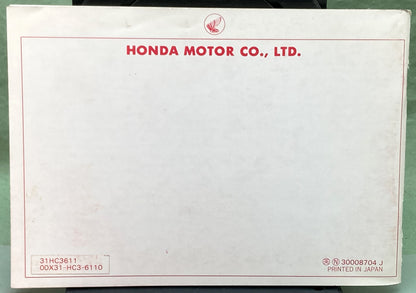 HONDA MOTOR CO., LTD.
31HC3611
00X31-HC3-6110
30008704 J
PRINTED IN JAPAN